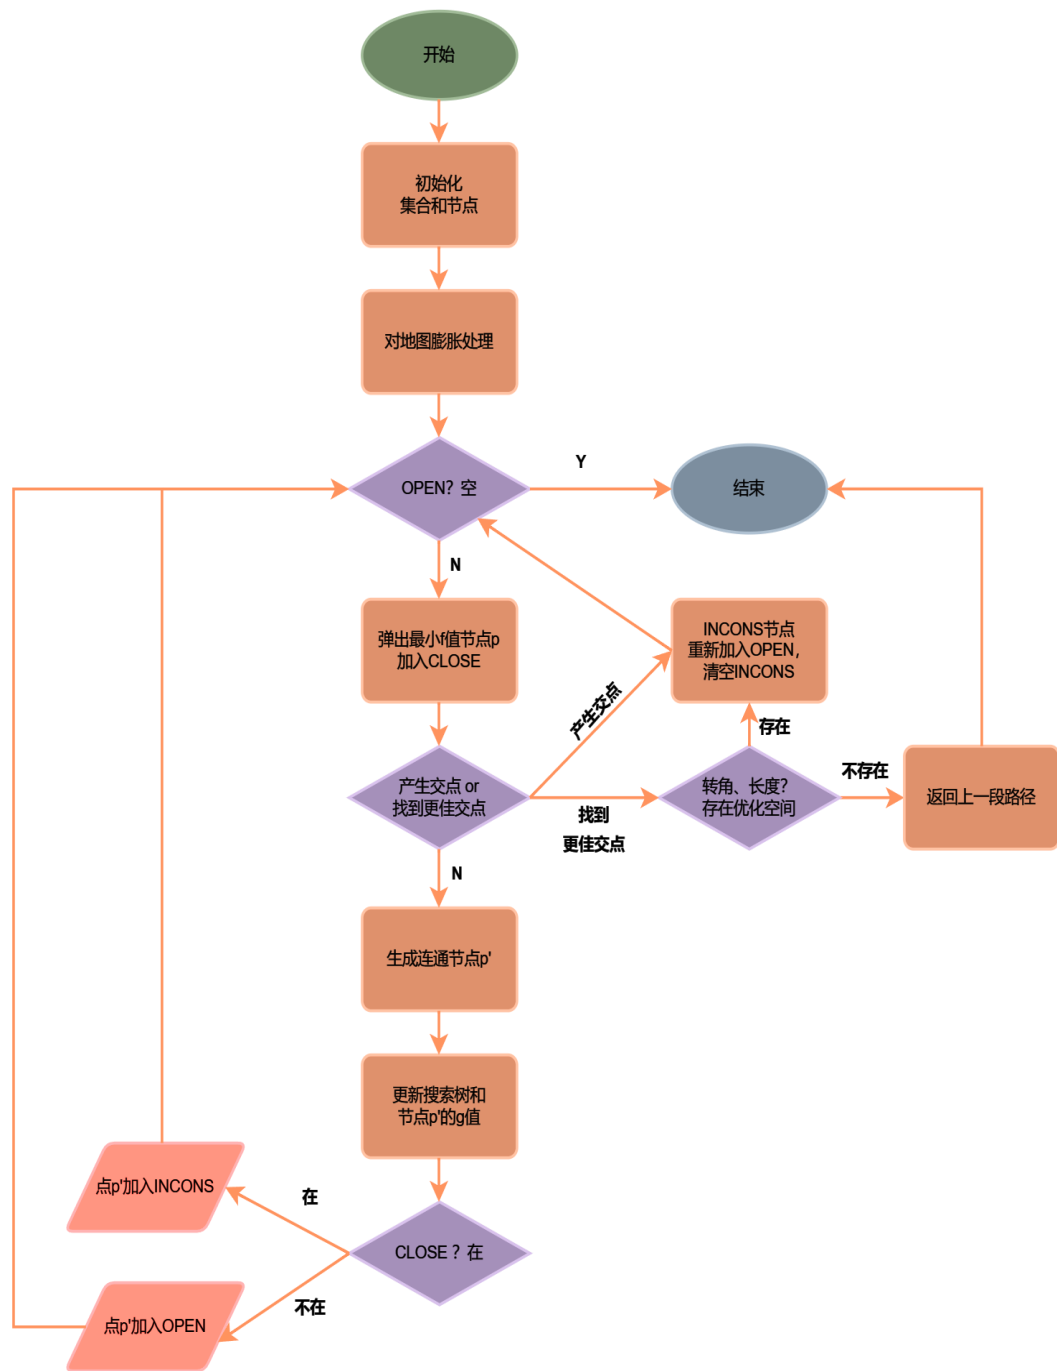 开始
初始化
集合和节点
对地图膨胀处理
OPEN？空
Y
结束
N
弹出最小f值节点p
加入CLOSE
INCONS节点
重新加入OPEN，
清空INCONS
产生交点
存在
产生交点 or
找到更佳交点
找到
更佳交点
转角、长度？
存在优化空间
不存在
返回上一段路径
N
生成连通节点p'
更新搜索树和
节点p'的g值
点p'加入INCONS
在
CLOSE？在
不在
点p'加入OPEN